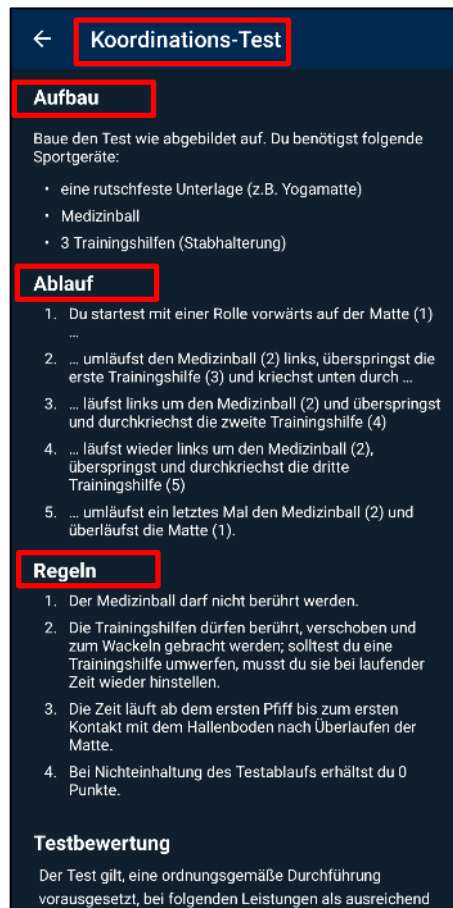 ← Koordinations-Test
Aufbau
Baue den Test wie abgebildet auf. Du benötigst folgende
Sportgeräte:
• eine rutschfeste Unterlage (z.B. Yogamatte)
• Medizinball
• 3 Trainingshilfen (Stabhalterung)
Ablauf
1. Du startest mit einer Rolle vorwärts auf der Matte (1)
...
2. ... umläufst den Medizinball (2) links, überspringst die
erste Trainingshilfe (3) und kriechst unten durch ...
3. ... läufst links um den Medizinball (2) und überspringst
und durchkriechst die zweite Trainingshilfe (4)
4. ... läufst wieder links um den Medizinball (2),
überspringst und durchkriechst die dritte
Trainingshilfe (5)
5. ... umläufst ein letztes Mal den Medizinball (2) und
überläufst die Matte (1).
Regeln
1. Der Medizinball darf nicht berührt werden.
2. Die Trainingshilfen dürfen berührt, verschoben und
zum Wackeln gebracht werden; solltest du eine
Trainingshilfe umwerfen, musst du sie bei laufender
Zeit wieder hinstellen.
3. Die Zeit läuft ab dem ersten Pfiff bis zum ersten
Kontakt mit dem Hallenboden nach Überlaufen der
Matte.
4. Bei Nichteinhaltung des Testablaufs erhältst du 0
Punkte.
Testbewertung
Der Test gilt, eine ordnungsgemäße Durchführung
vorausgesetzt, bei folgenden Leistungen als ausreichend